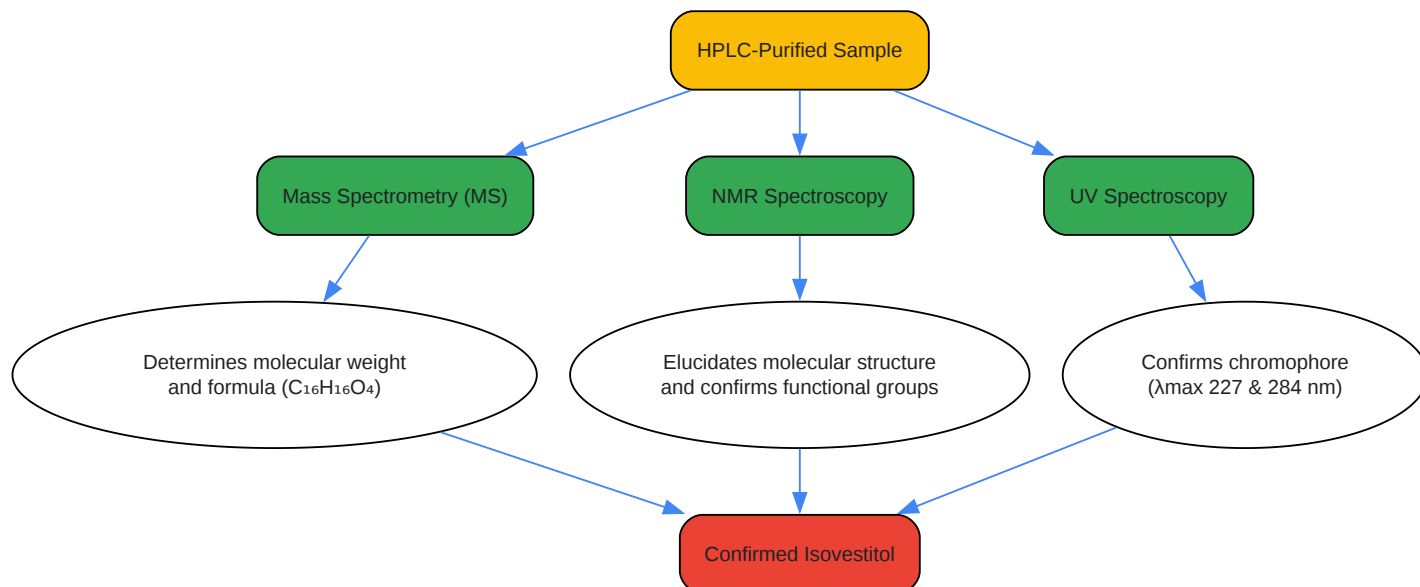 HPLC-Purified Sample
Mass Spectrometry (MS)
NMR Spectroscopy
UV Spectroscopy
Determines molecular weight
and formula (C₁₆H₁₆O₄)
Elucidates molecular structure
and confirms functional groups
Confirms chromophore
(λmax 227 & 284 nm)
Confirmed Isovestitol